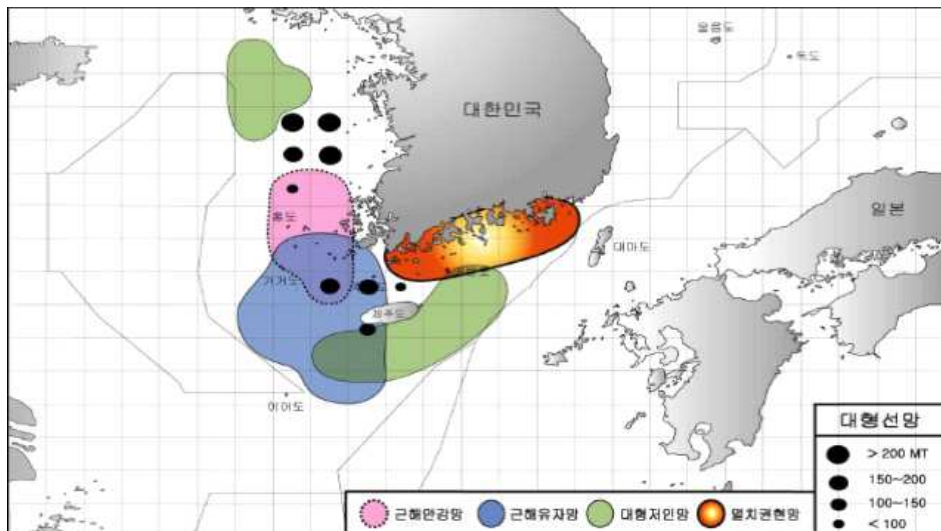 울릉도
독도
대한민국
일본
홍도
대마도
가거도
제주도
이어도
대형선망
> 200 MT
150~200
100~150
< 100
근해안강망
근해유자망
대형저인망
멸치권현망